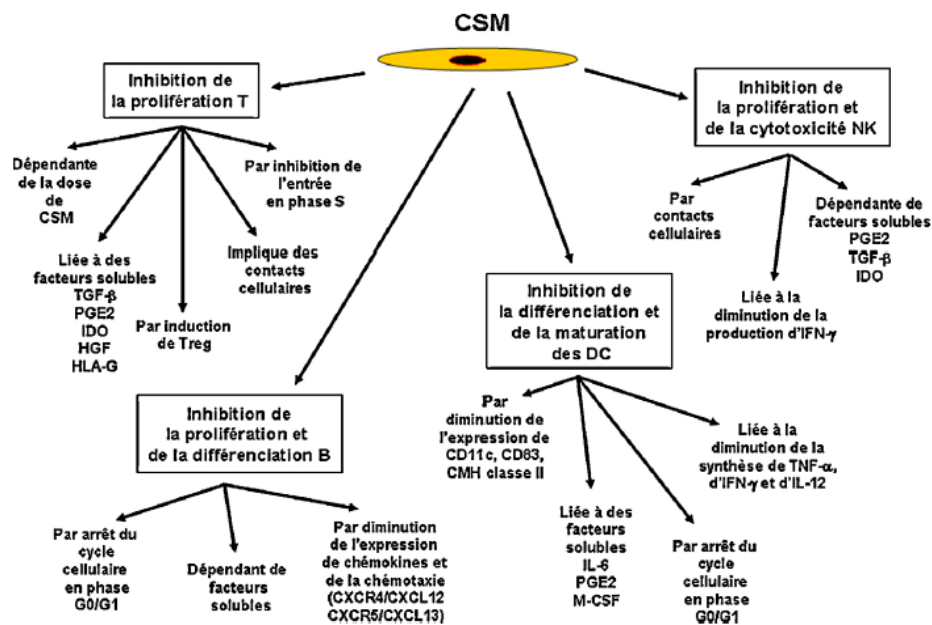 CSM
Inhibition de
la prolifération T
Dépendante
de la dose
de
CSM
Liée à des
facteurs solubles
TGF-β
PGE2
IDO
HGF
HLA-G
Par induction
de Treg
Implique des
contacts
cellulaires
Par inhibition de
l'entrée
en phase S
Inhibition de
la prolifération et
de la cytotoxicité NK
Par
contacts
cellulaires
Liée à la
diminution de la
production d'IFN-γ
Dépendante de
facteurs solubles
PGE2
TGF-β
IDO
Inhibition de
la prolifération et
de la différenciation B
Par arrêt du
cycle
cellulaire
en phase
G0/G1
Dépendant de
facteurs
solubles
Par diminution
de l'expression
de chémokines et
de la chémotaxie
(CXCR4/CXCL12
CXCR5/CXCL13)
Inhibition de
la différenciation et
de la maturation
des DC
Par
diminution de
l'expression de
CD11c, CD83,
CMH classe II
Liée à des
facteurs
solubles
IL-6
PGE2
M-CSF
Par arrêt du
cycle
cellulaire
en phase
G0/G1
Liée à la
diminution de la
synthèse de TNF-α,
d'IFN-γ et d'IL-12